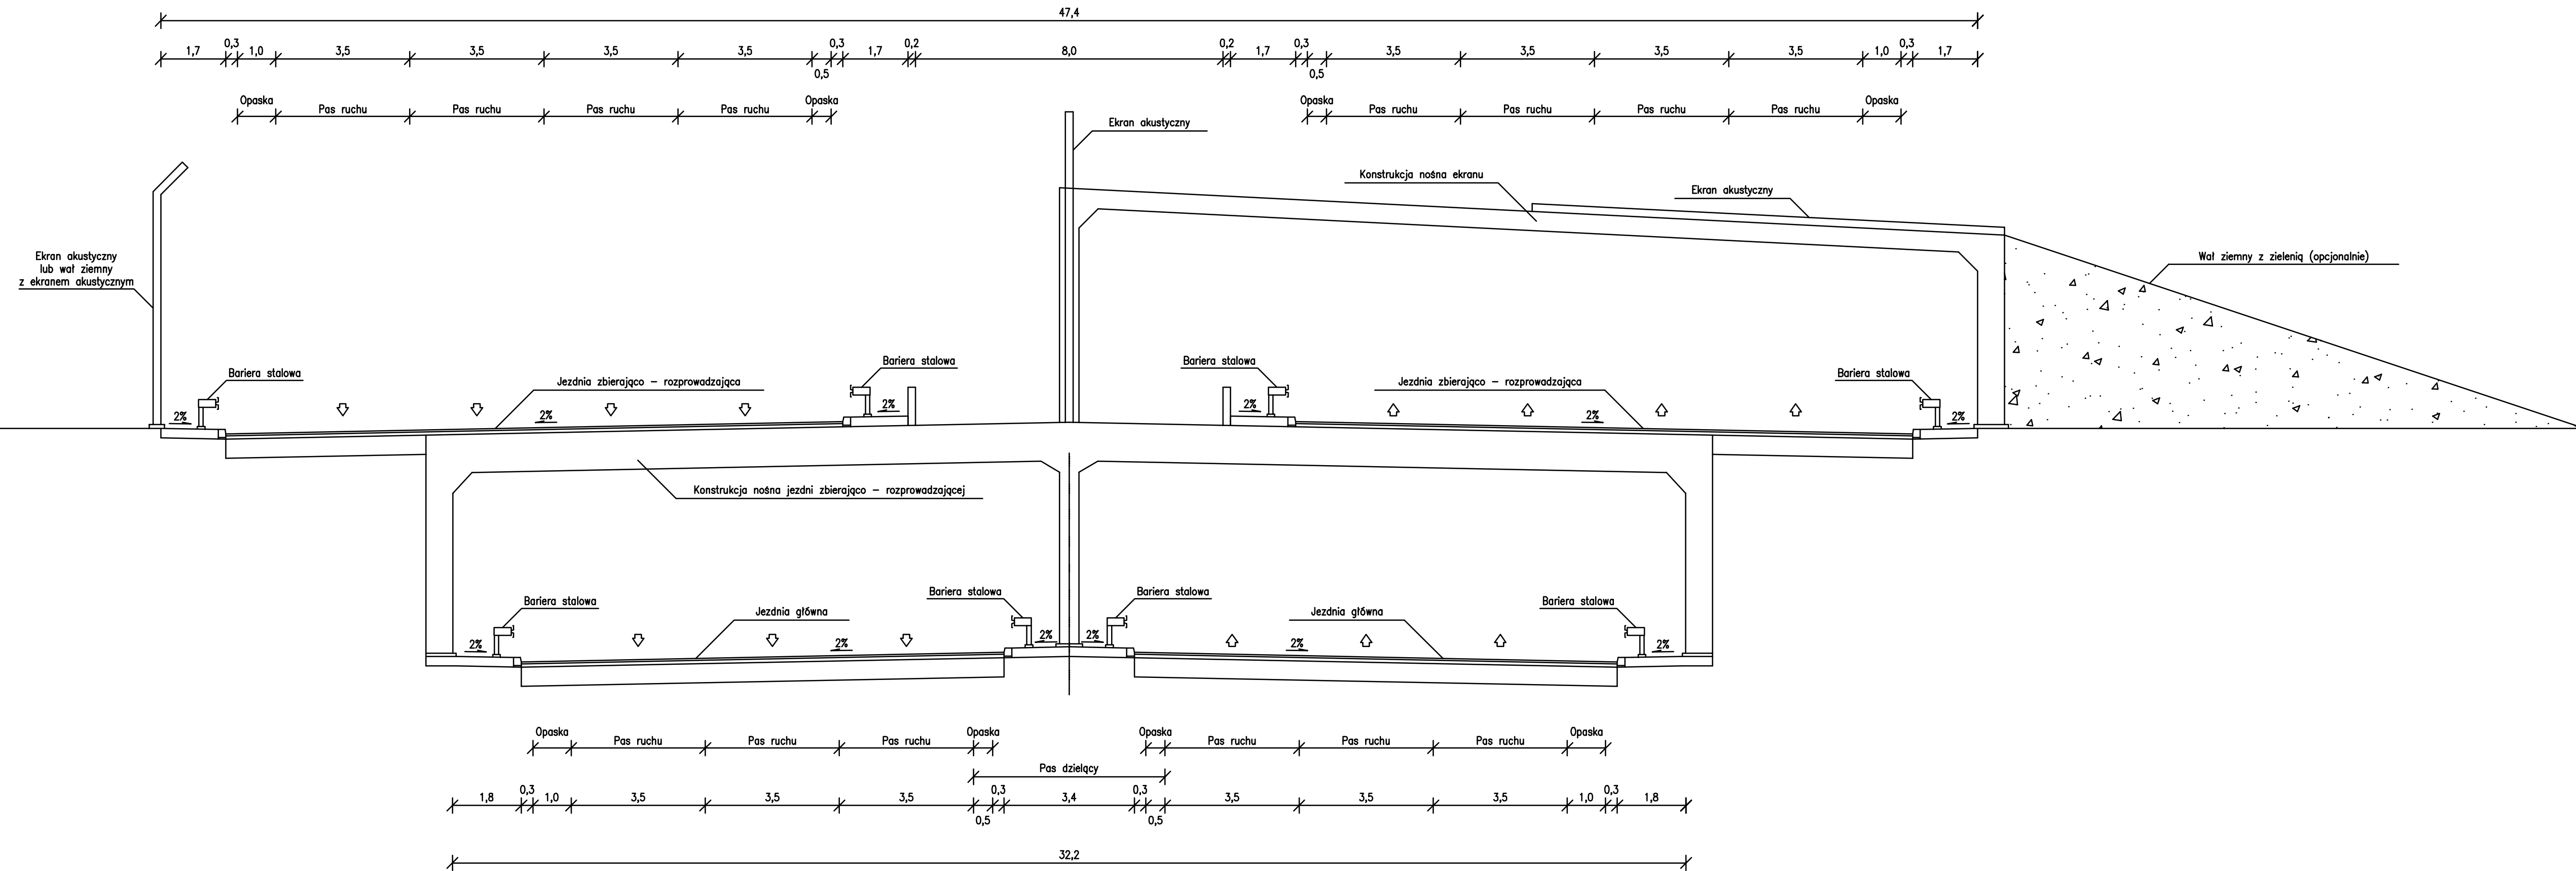 47,4
1,7 0,3 1,0 3,5 3,5 3,5 3,5 0,5 0,3 1,7 0,2 8,0 0,2 1,7 0,3 0,5 3,5 3,5 3,5 3,5 1,0 0,3 1,7
Opaska Pas ruchu Pas ruchu Pas ruchu Pas ruchu Opaska Opaska Pas ruchu Pas ruchu Pas ruchu Pas ruchu Opaska
Ekran akustyczny
Konstrukcja nośna ekranu
Ekran akustyczny
Ekran akustyczny
lub wał ziemny
z ekranem akustycznym
Wał ziemny z zielenią (opcjonalnie)
Bariera stalowa
Bariera stalowa
Bariera stalowa
Bariera stalowa
Jezdnia zbierająco – rozprowadzająca
Jezdnia zbierająco – rozprowadzająca
2% 2% 2% 2% 2% 2%
Konstrukcja nośna jezdni zbierająco – rozprowadzającej
Bariera stalowa
Bariera stalowa
Bariera stalowa
Bariera stalowa
Jezdnia główna
Jezdnia główna
2% 2% 2% 2% 2% 2%
Opaska Pas ruchu Pas ruchu Pas ruchu Opaska Opaska Pas ruchu Pas ruchu Pas ruchu Opaska
Pas dzielący
1,8 0,3 1,0 3,5 3,5 3,5 0,5 0,3 3,4 0,3 0,5 3,5 3,5 3,5 1,0 0,3 1,8
32,2